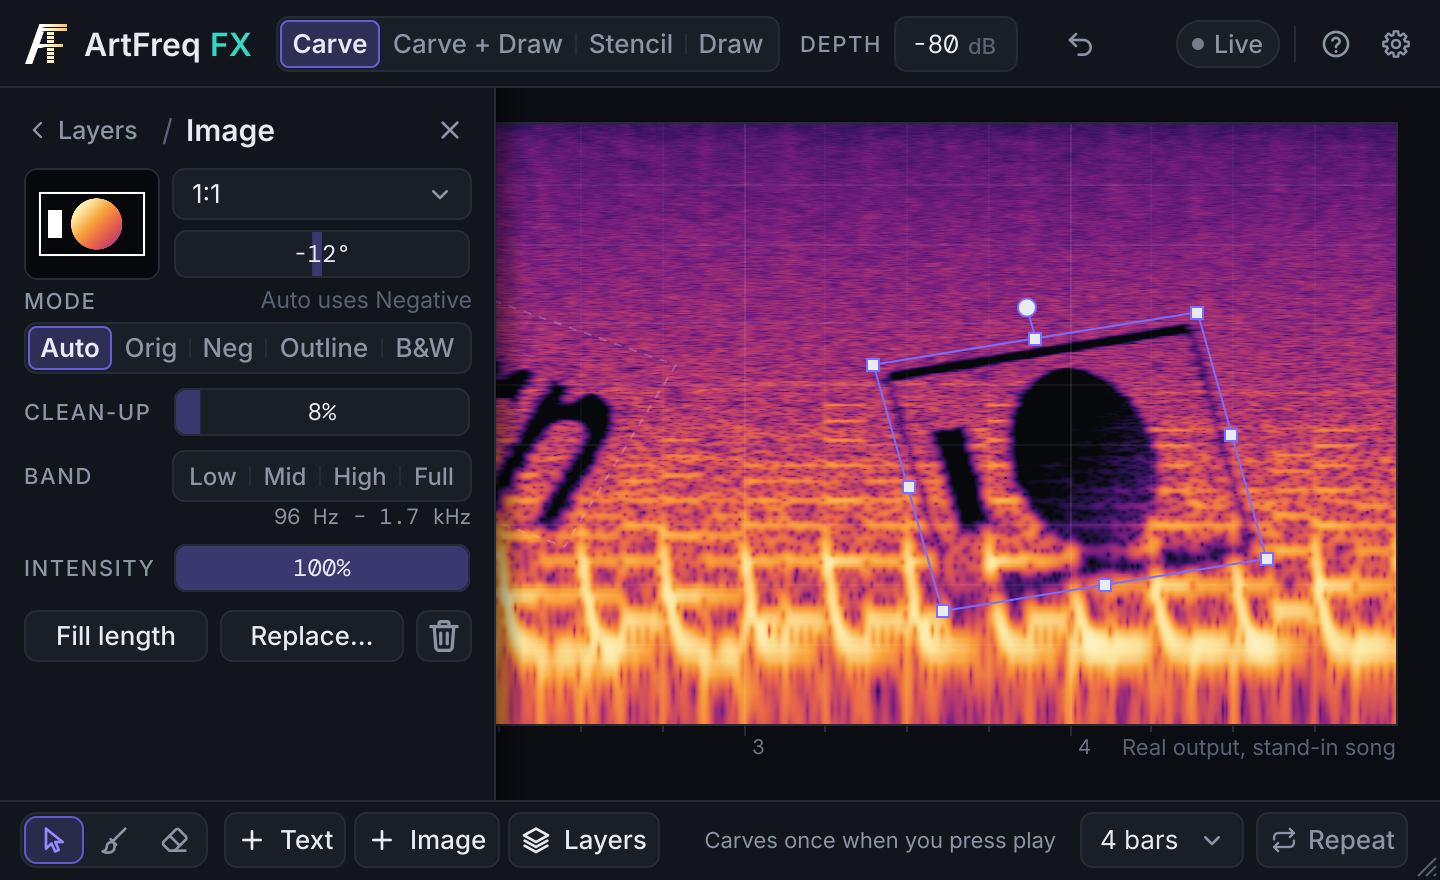 ArtFreq FX
Carve Carve + Draw Stencil Draw
DEPTH -80 dB
Live
Layers / Image
1:1
-12°
MODE Auto uses Negative
Auto Orig Neg Outline B&W
CLEAN-UP 8%
BAND Low Mid High Full
96 Hz – 1.7 kHz
INTENSITY 100%
Fill length Replace...
n
3 4 Real output, stand-in song
+ Text + Image Layers
Carves once when you press play
4 bars Repeat